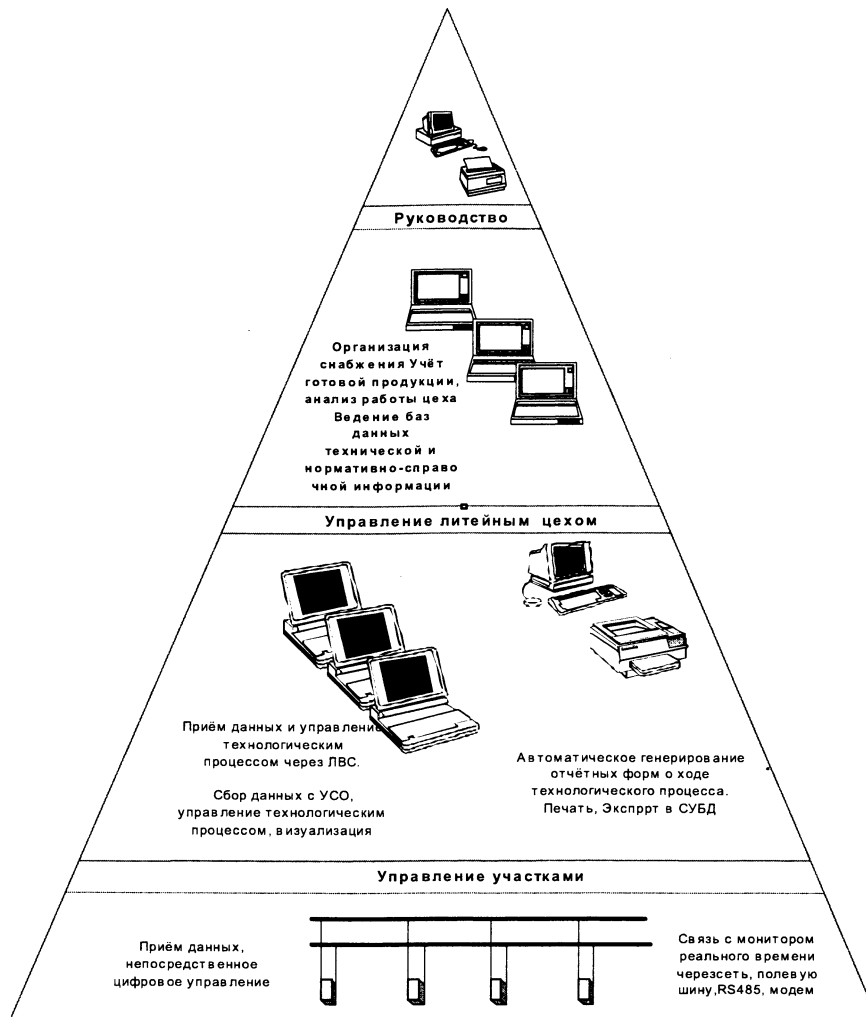 Руководство
Организация
снабжения Учёт
готовой продукции,
анализ работы цеха
Ведение баз
данных
технической и
нормативно-справо
чной информации
Управление литейным цехом
Приём данных и управление
технологическим
процессом через ЛВС.
Сбор данных с УСО,
управление технологическим
процессом, визуализация
Автоматическое генерирование
отчётных форм о ходе
технологического процесса.
Печать, Экспррт в СУБД
Управление участками
Приём данных,
непосредственное
цифровое управление
Связь с монитором
реального времени
черезсеть, полевую
шину,RS485, модем